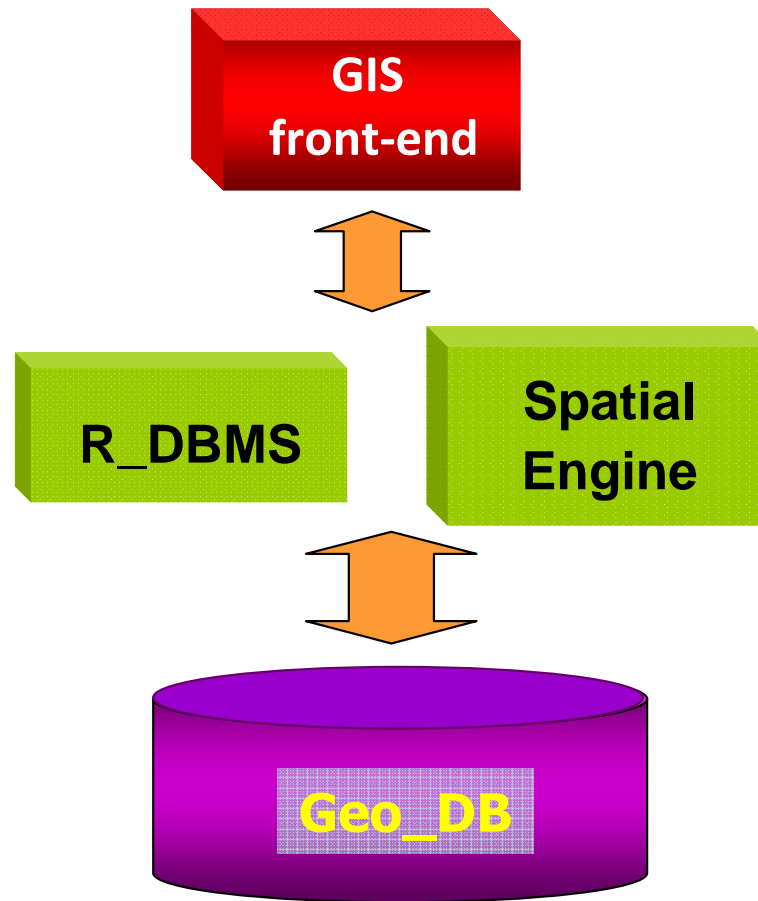 GIS
front-end
R_DBMS
Spatial
Engine
Geo_DB